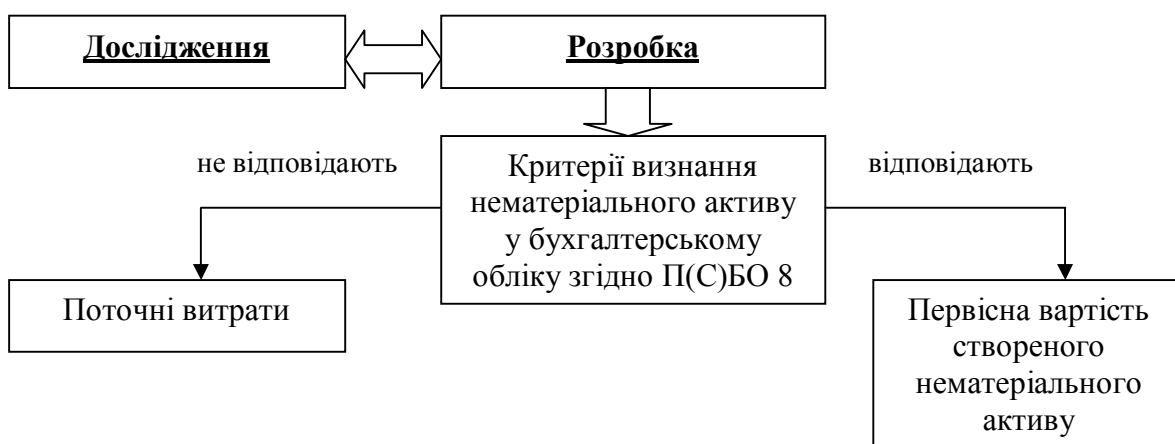 Дослідження
Розробка
не відповідають
Критерії визнання
нематеріального активу
у бухгалтерському
обліку згідно П(С)БО 8
відповідають
Поточні витрати
Первісна вартість
створеного
нематеріального
активу